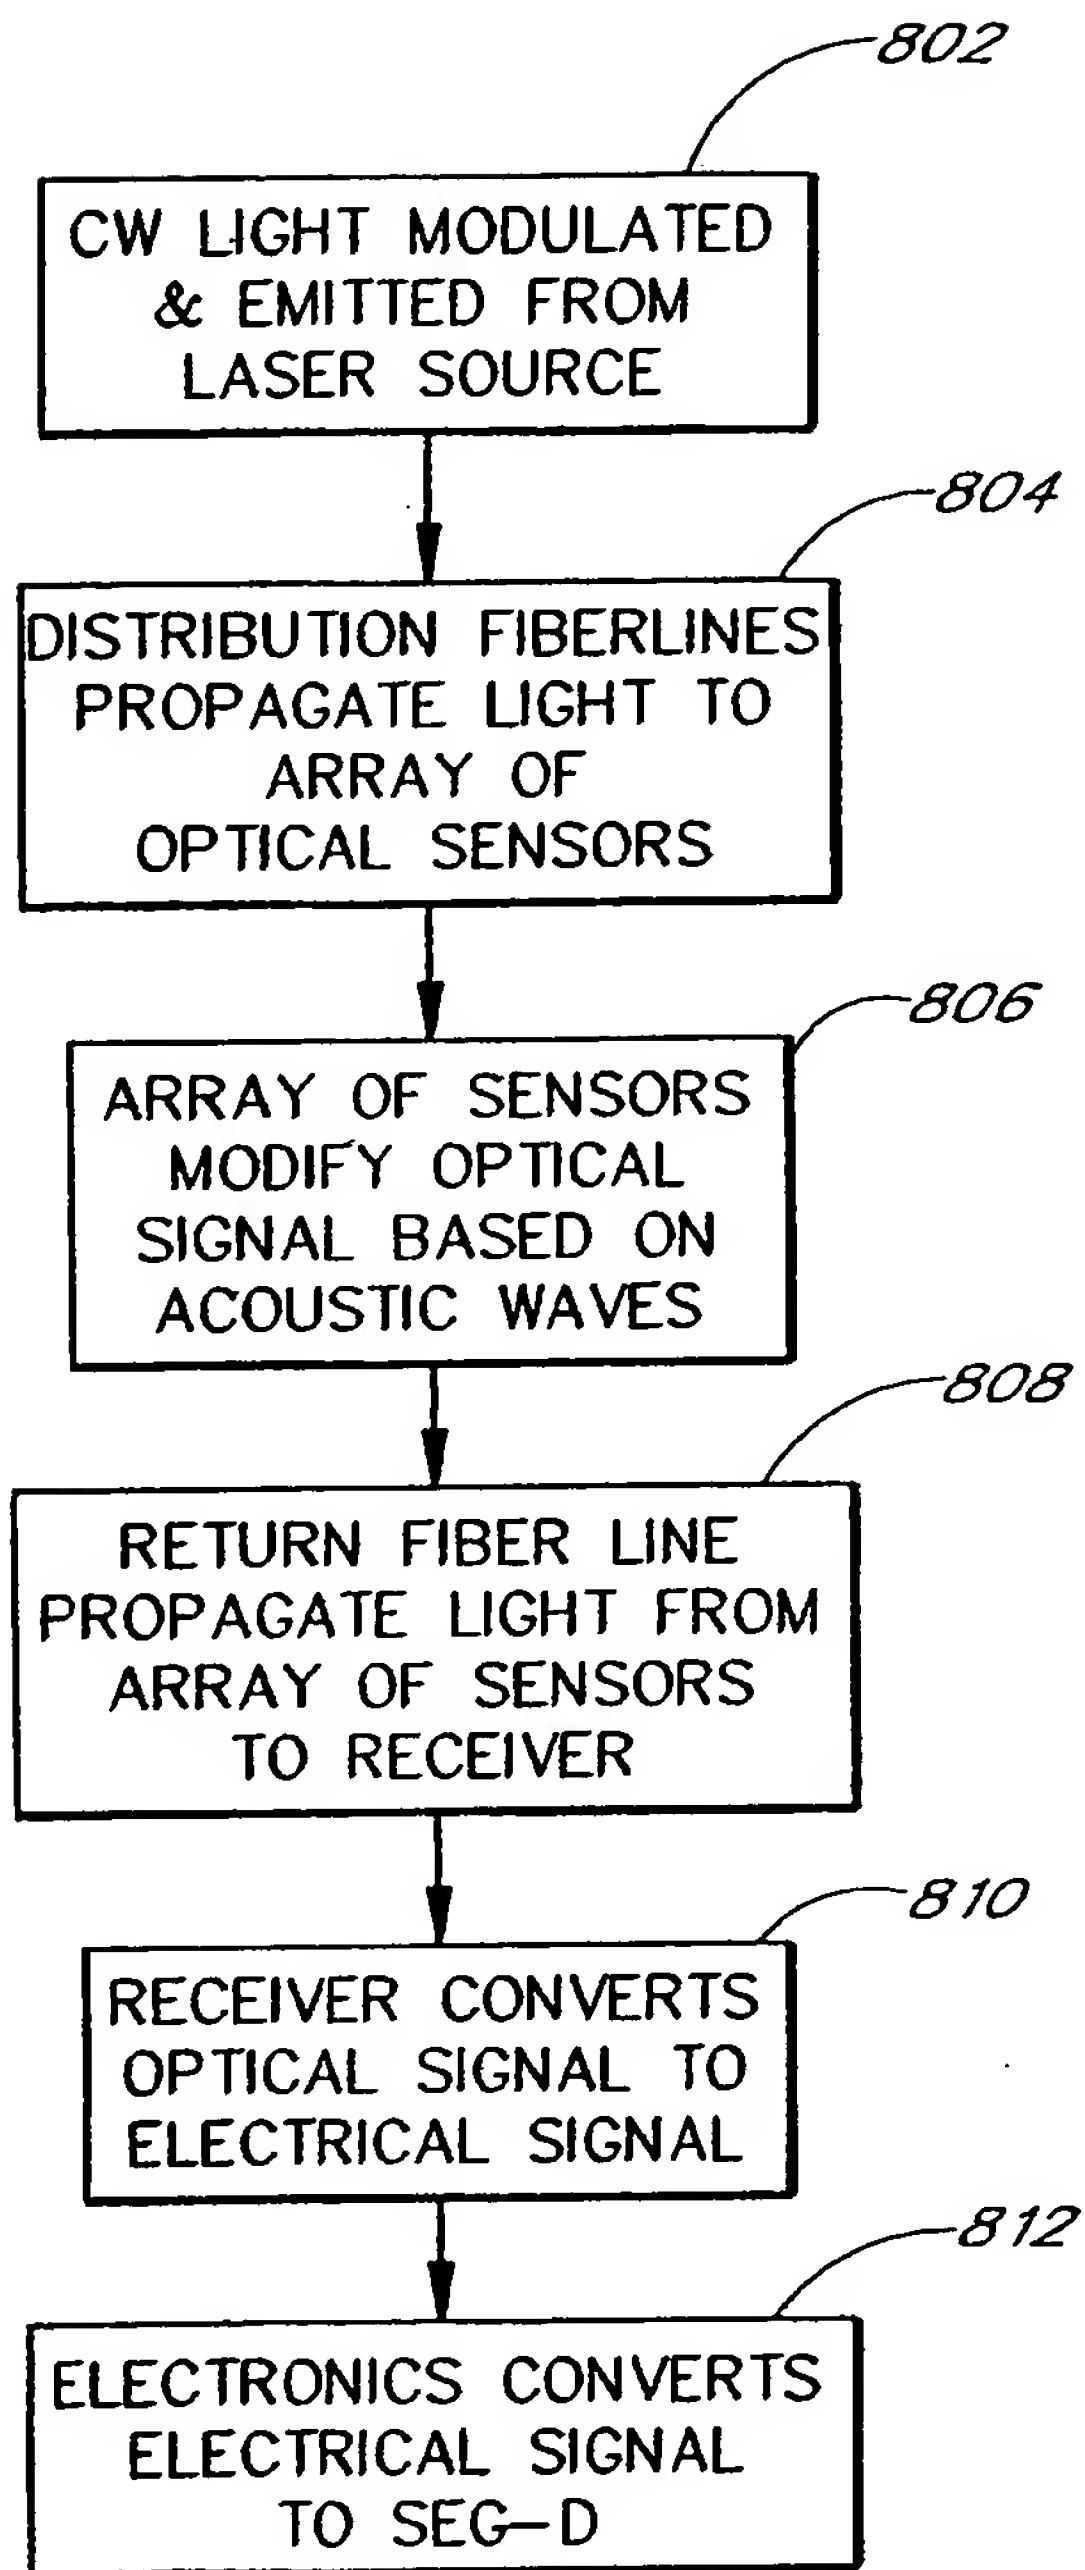 802
CW LIGHT MODULATED
& EMITTED FROM
LASER SOURCE
804
DISTRIBUTION FIBERLINES
PROPAGATE LIGHT TO
ARRAY OF
OPTICAL SENSORS
806
ARRAY OF SENSORS
MODIFY OPTICAL
SIGNAL BASED ON
ACOUSTIC WAVES
808
RETURN FIBER LINE
PROPAGATE LIGHT FROM
ARRAY OF SENSORS
TO RECEIVER
810
RECEIVER CONVERTS
OPTICAL SIGNAL TO
ELECTRICAL SIGNAL
812
ELECTRONICS CONVERTS
ELECTRICAL SIGNAL
TO SEG-D